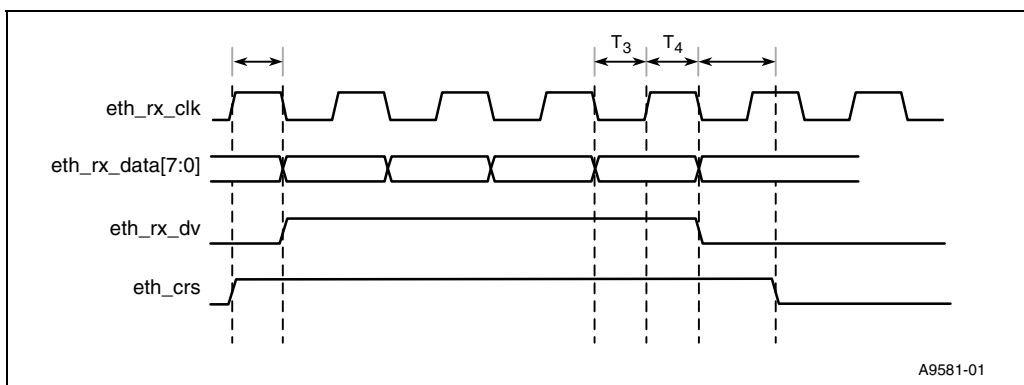 T3 T4
eth_rx_clk
eth_rx_data[7:0]
eth_rx_dv
eth_crs
A9581-01